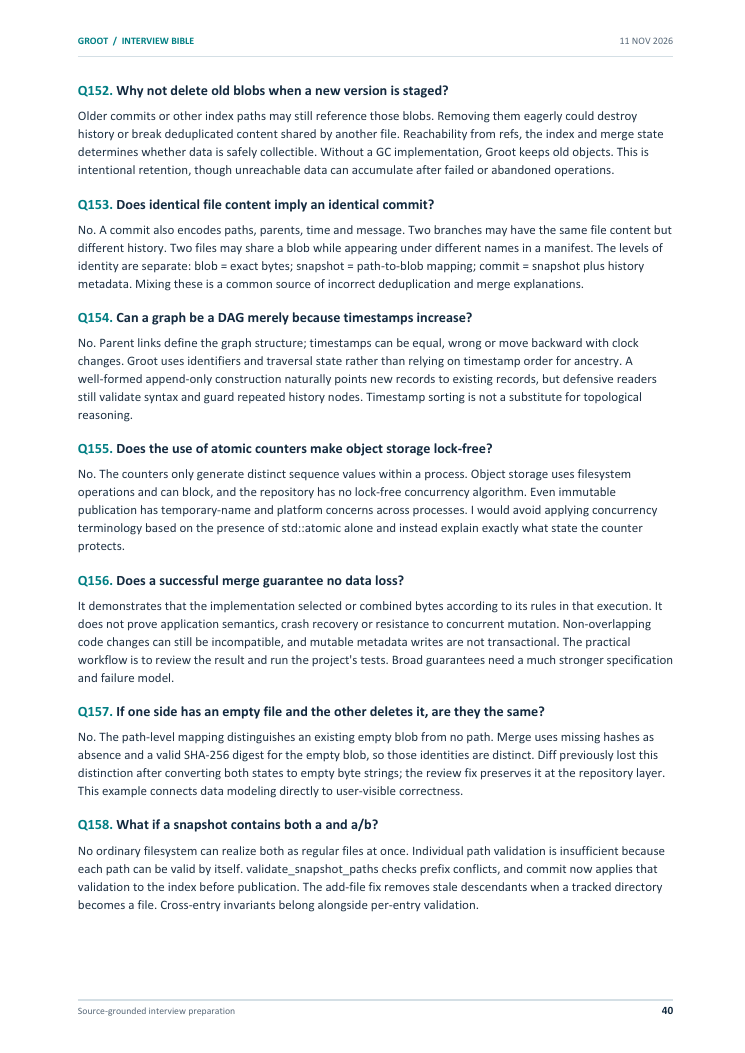 GROOT / INTERVIEW BIBLE
11 NOV 2026
Q152. Why not delete old blobs when a new version is staged?
Older commits or other index paths may still reference those blobs. Removing them eagerly could destroy
history or break deduplicated content shared by another file. Reachability from refs, the index and merge state
determines whether data is safely collectible. Without a GC implementation, Groot keeps old objects. This is
intentional retention, though unreachable data can accumulate after failed or abandoned operations.
Q153. Does identical file content imply an identical commit?
No. A commit also encodes paths, parents, time and message. Two branches may have the same file content but
different history. Two files may share a blob while appearing under different names in a manifest. The levels of
identity are separate: blob = exact bytes; snapshot = path-to-blob mapping; commit = snapshot plus history
metadata. Mixing these is a common source of incorrect deduplication and merge explanations.
Q154. Can a graph be a DAG merely because timestamps increase?
No. Parent links define the graph structure; timestamps can be equal, wrong or move backward with clock
changes. Groot uses identifiers and traversal state rather than relying on timestamp order for ancestry. A
well-formed append-only construction naturally points new records to existing records, but defensive readers
still validate syntax and guard repeated history nodes. Timestamp sorting is not a substitute for topological
reasoning.
Q155. Does the use of atomic counters make object storage lock-free?
No. The counters only generate distinct sequence values within a process. Object storage uses filesystem
operations and can block, and the repository has no lock-free concurrency algorithm. Even immutable
publication has temporary-name and platform concerns across processes. I would avoid applying concurrency
terminology based on the presence of std::atomic alone and instead explain exactly what state the counter
protects.
Q156. Does a successful merge guarantee no data loss?
It demonstrates that the implementation selected or combined bytes according to its rules in that execution. It
does not prove application semantics, crash recovery or resistance to concurrent mutation. Non-overlapping
code changes can still be incompatible, and mutable metadata writes are not transactional. The practical
workflow is to review the result and run the project's tests. Broad guarantees need a much stronger specification
and failure model.
Q157. If one side has an empty file and the other deletes it, are they the same?
No. The path-level mapping distinguishes an existing empty blob from no path. Merge uses missing hashes as
absence and a valid SHA-256 digest for the empty blob, so those identities are distinct. Diff previously lost this
distinction after converting both states to empty byte strings; the review fix preserves it at the repository layer.
This example connects data modeling directly to user-visible correctness.
Q158. What if a snapshot contains both a and a/b?
No ordinary filesystem can realize both as regular files at once. Individual path validation is insufficient because
each path can be valid by itself. validate_snapshot_paths checks prefix conflicts, and commit now applies that
validation to the index before publication. The add-file fix removes stale descendants when a tracked directory
becomes a file. Cross-entry invariants belong alongside per-entry validation.
Source-grounded interview preparation
40